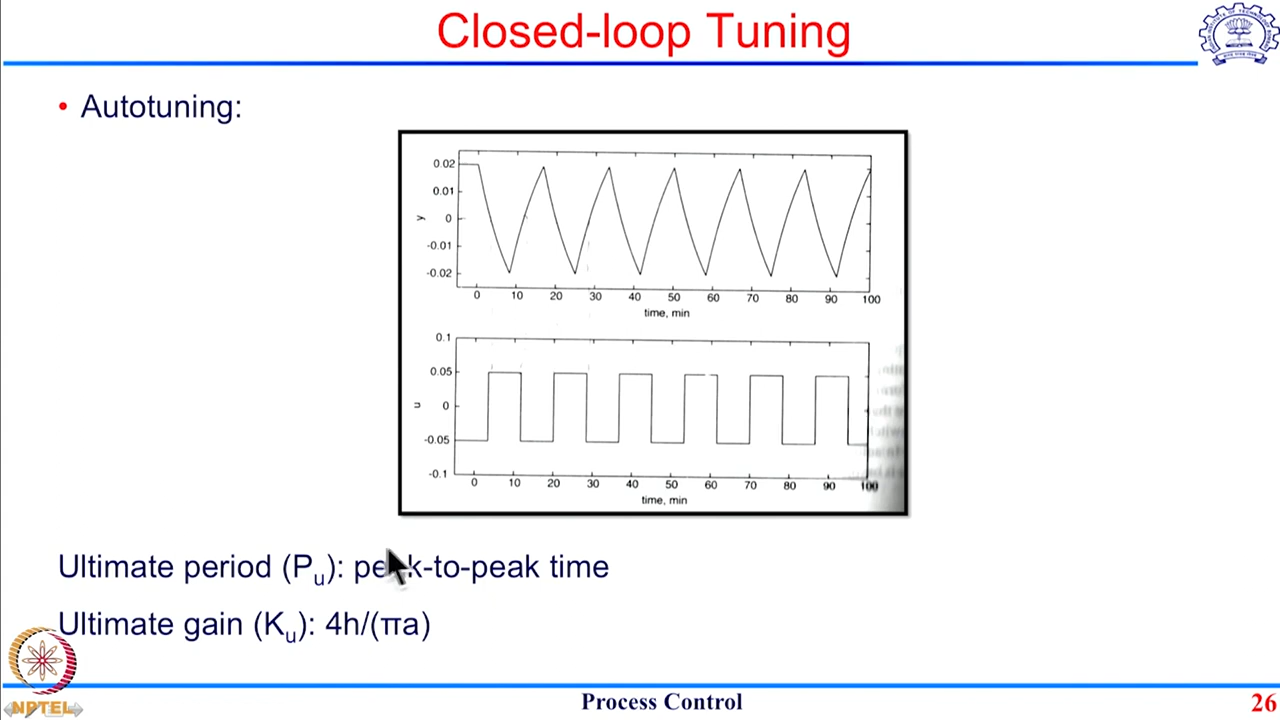 Closed-loop Tuning
• Autotuning:
0.02
0.01
y 0
-0.01
-0.02
0 10 20 30 40 50 60 70 80 90 100
time, min
0.1
0.05
u 0
-0.05
-0.1
0 10 20 30 40 50 60 70 80 90 100
time, min
Ultimate period (Pu): peak-to-peak time
Ultimate gain (Ku): 4h/(πa)
NPTEL
Process Control
26